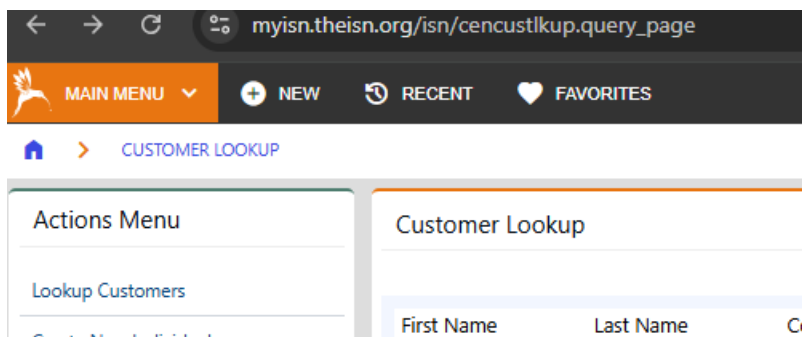 myisn.theisn.org/isn/cencustlkup.query_page
MAIN MENU NEW RECENT FAVORITES
CUSTOMER LOOKUP
Actions Menu
Customer Lookup
Lookup Customers
First Name Last Name